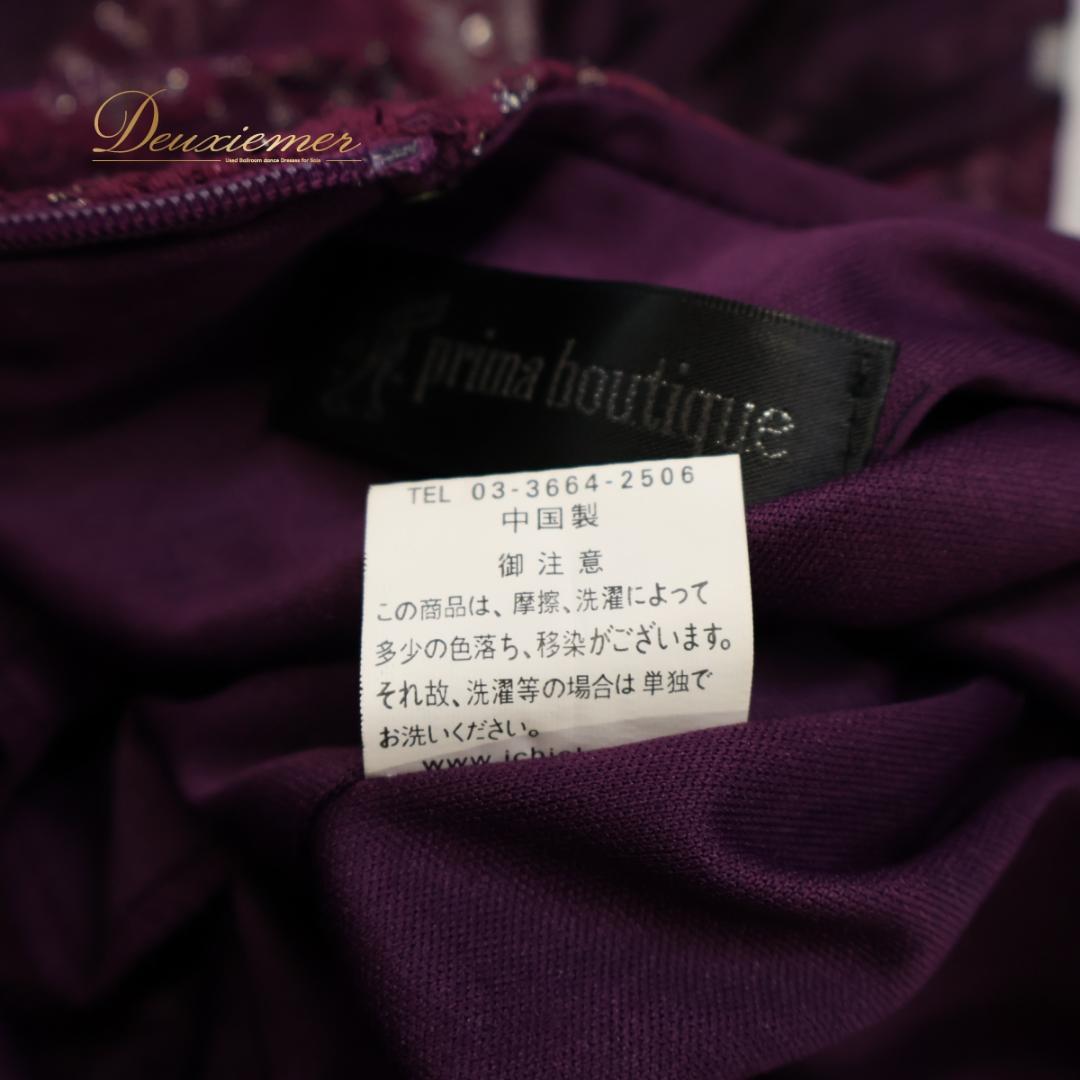 Deuxiemer
Used Ballroom dance Dresses for Sale
prima boutique
TEL 03-3664-2506
中国製
御注意
この商品は、摩擦、洗濯によって
多少の色落ち、移染がございます。
それ故、洗濯等の場合は単独で
お洗いください。